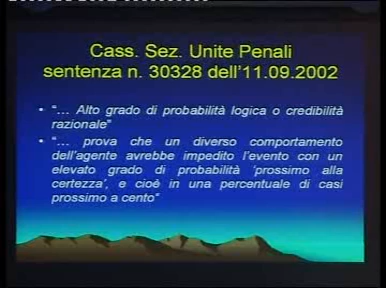 Cass. Sez. Unite Penali
sentenza n. 30328 dell'11.09.2002
• "... Alto grado di probabilità logica o credibilità
razionale"
• "... prova che un diverso comportamento
dell'agente avrebbe impedito l'evento con un
elevato grado di probabilità 'prossimo alla
certezza', e cioè in una percentuale di casi
prossimo a cento"